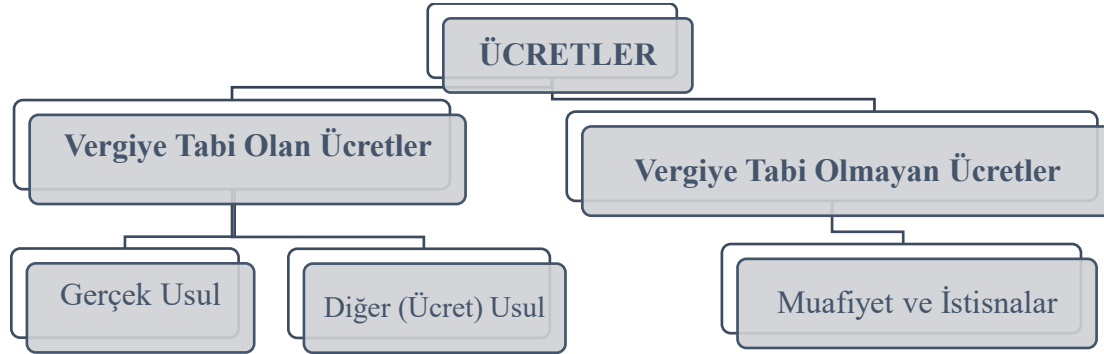 ÜCRETLER
Vergiye Tabi Olan Ücretler
Vergiye Tabi Olmayan Ücretler
Gerçek Usul
Diğer (Ücret) Usul
Muafiyet ve İstisnalar